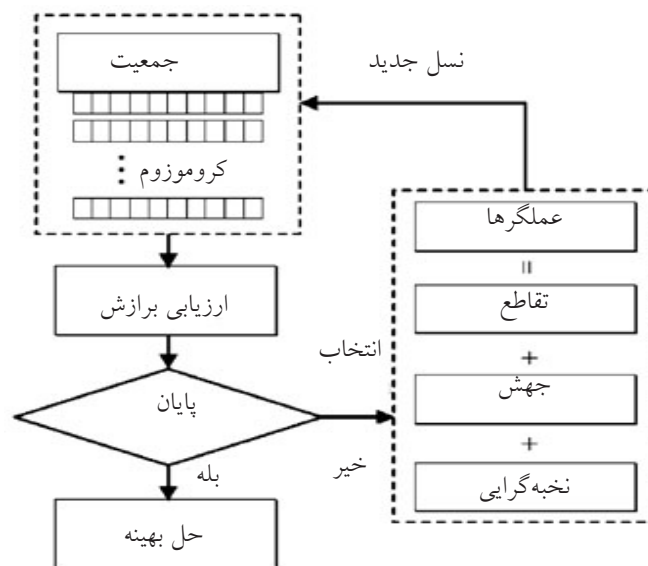 جمعیت
نسل جدید
کروموزوم
عملگرها
=
ارزیابی برازش
تقاطع
انتخاب
+
پایان
جهش
+
خیر
بله
نخبه‌گرایی
حل بهینه